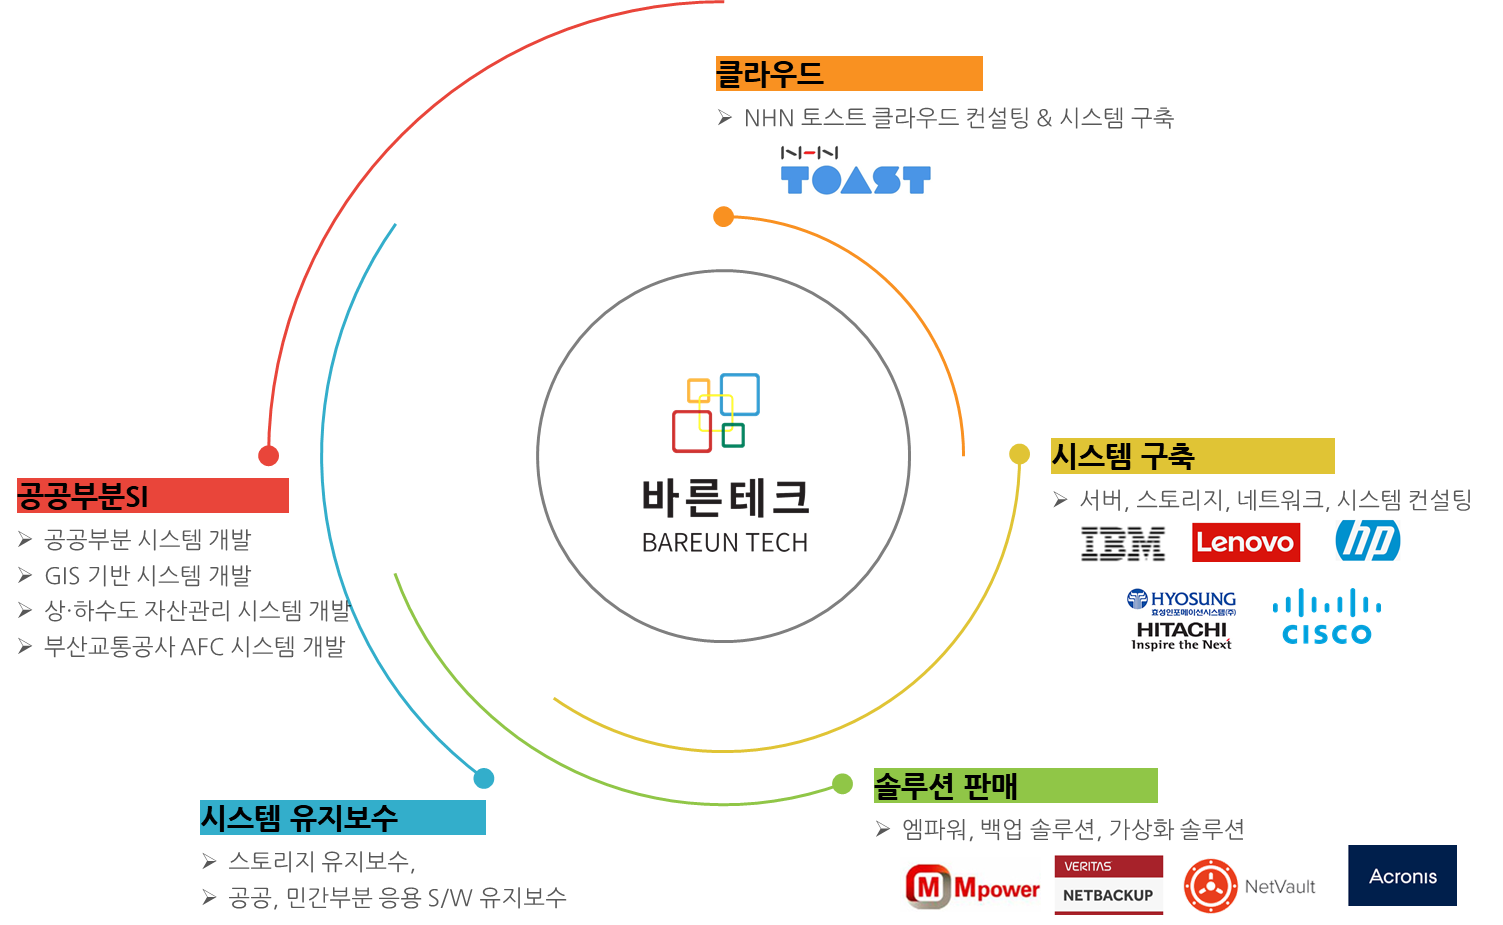 클라우드
➢ NHN 토스트 클라우드 컨설팅 & 시스템 구축
NHN
TOAST
바른테크
BAREUN TECH
시스템 구축
➢ 서버, 스토리지, 네트워크, 시스템 컨설팅
IBM
Lenovo
hp
HYOSUNG
효성인포메이션시스템(주)
HITACHI
Inspire the Next
CISCO
공공부분SI
➢ 공공부분 시스템 개발
➢ GIS 기반 시스템 개발
➢ 상·하수도 자산관리 시스템 개발
➢ 부산교통공사 AFC 시스템 개발
시스템 유지보수
➢ 스토리지 유지보수,
➢ 공공, 민간부분 응용 S/W 유지보수
솔루션 판매
➢ 엠파워, 백업 솔루션, 가상화 솔루션
M Mpower
VERITAS
NETBACKUP
NetVault
Acronis